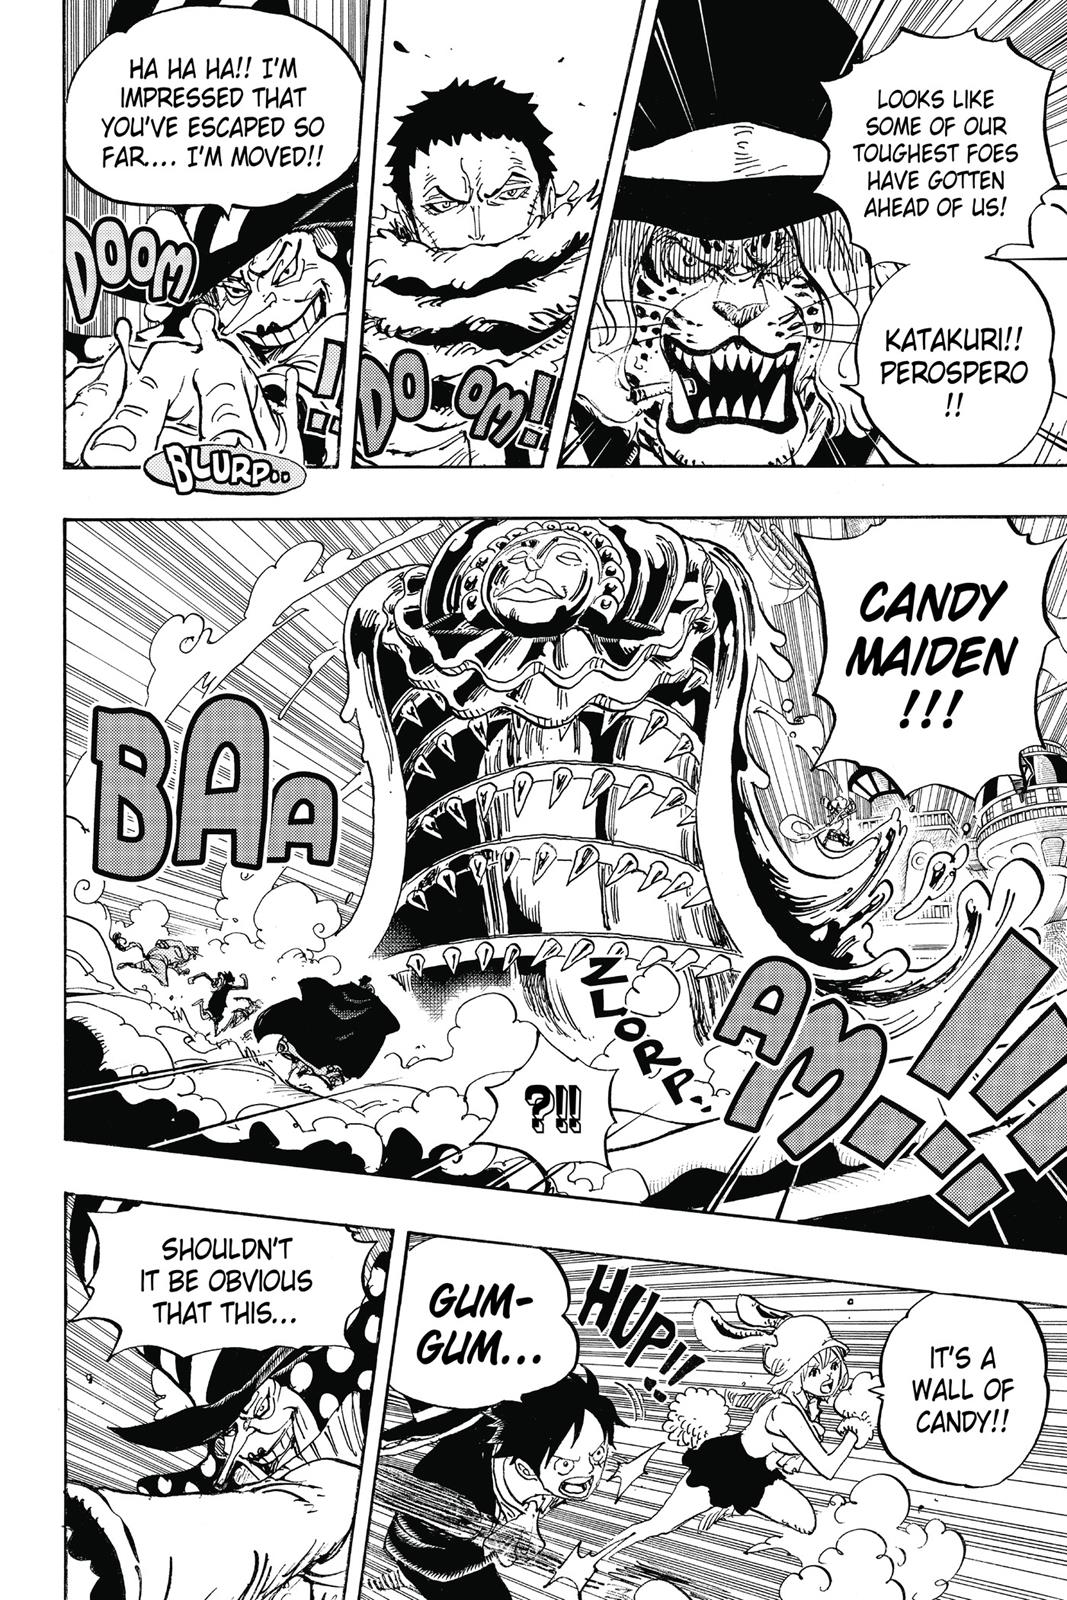 LOOKS LIKE
SOME OF OUR
TOUGHEST FOES
HAVE GOTTEN
AHEAD OF US!
KATAKURI!!
PEROSPERO
!!
DO OM!!
HA HA HA!! I'M
IMPRESSED THAT
YOU'VE ESCAPED SO
FAR.... I'M MOVED!!
DOOM
!!
BLURP..
CANDY
MAIDEN
!!!
BAA
AM!!!
ZLORP..
?!!
IT'S A
WALL OF
CANDY!!
HUP!!
GUM-
GUM...
SHOULDN'T
IT BE OBVIOUS
THAT THIS...